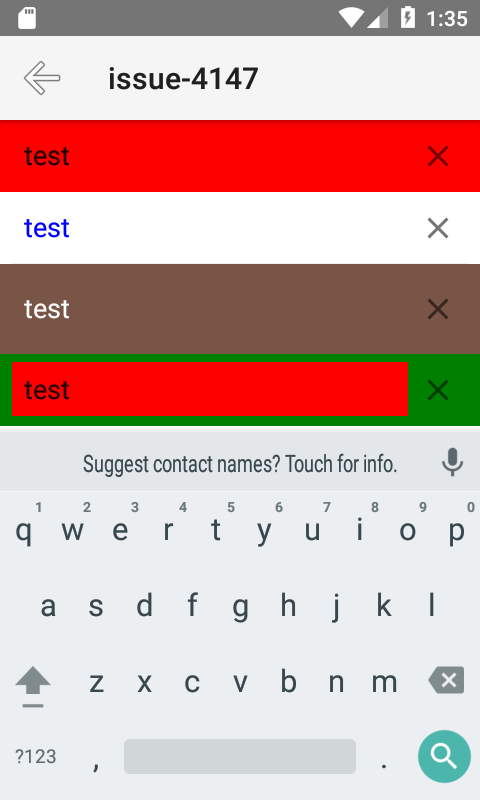 1:35
issue-4147
test
test
test
test
Suggest contact names? Touch for info.
1 2 3 4 5 6 7 8 9 0
q w e r t y u i o p
a s d f g h j k l
z x c v b n m
?123 , .